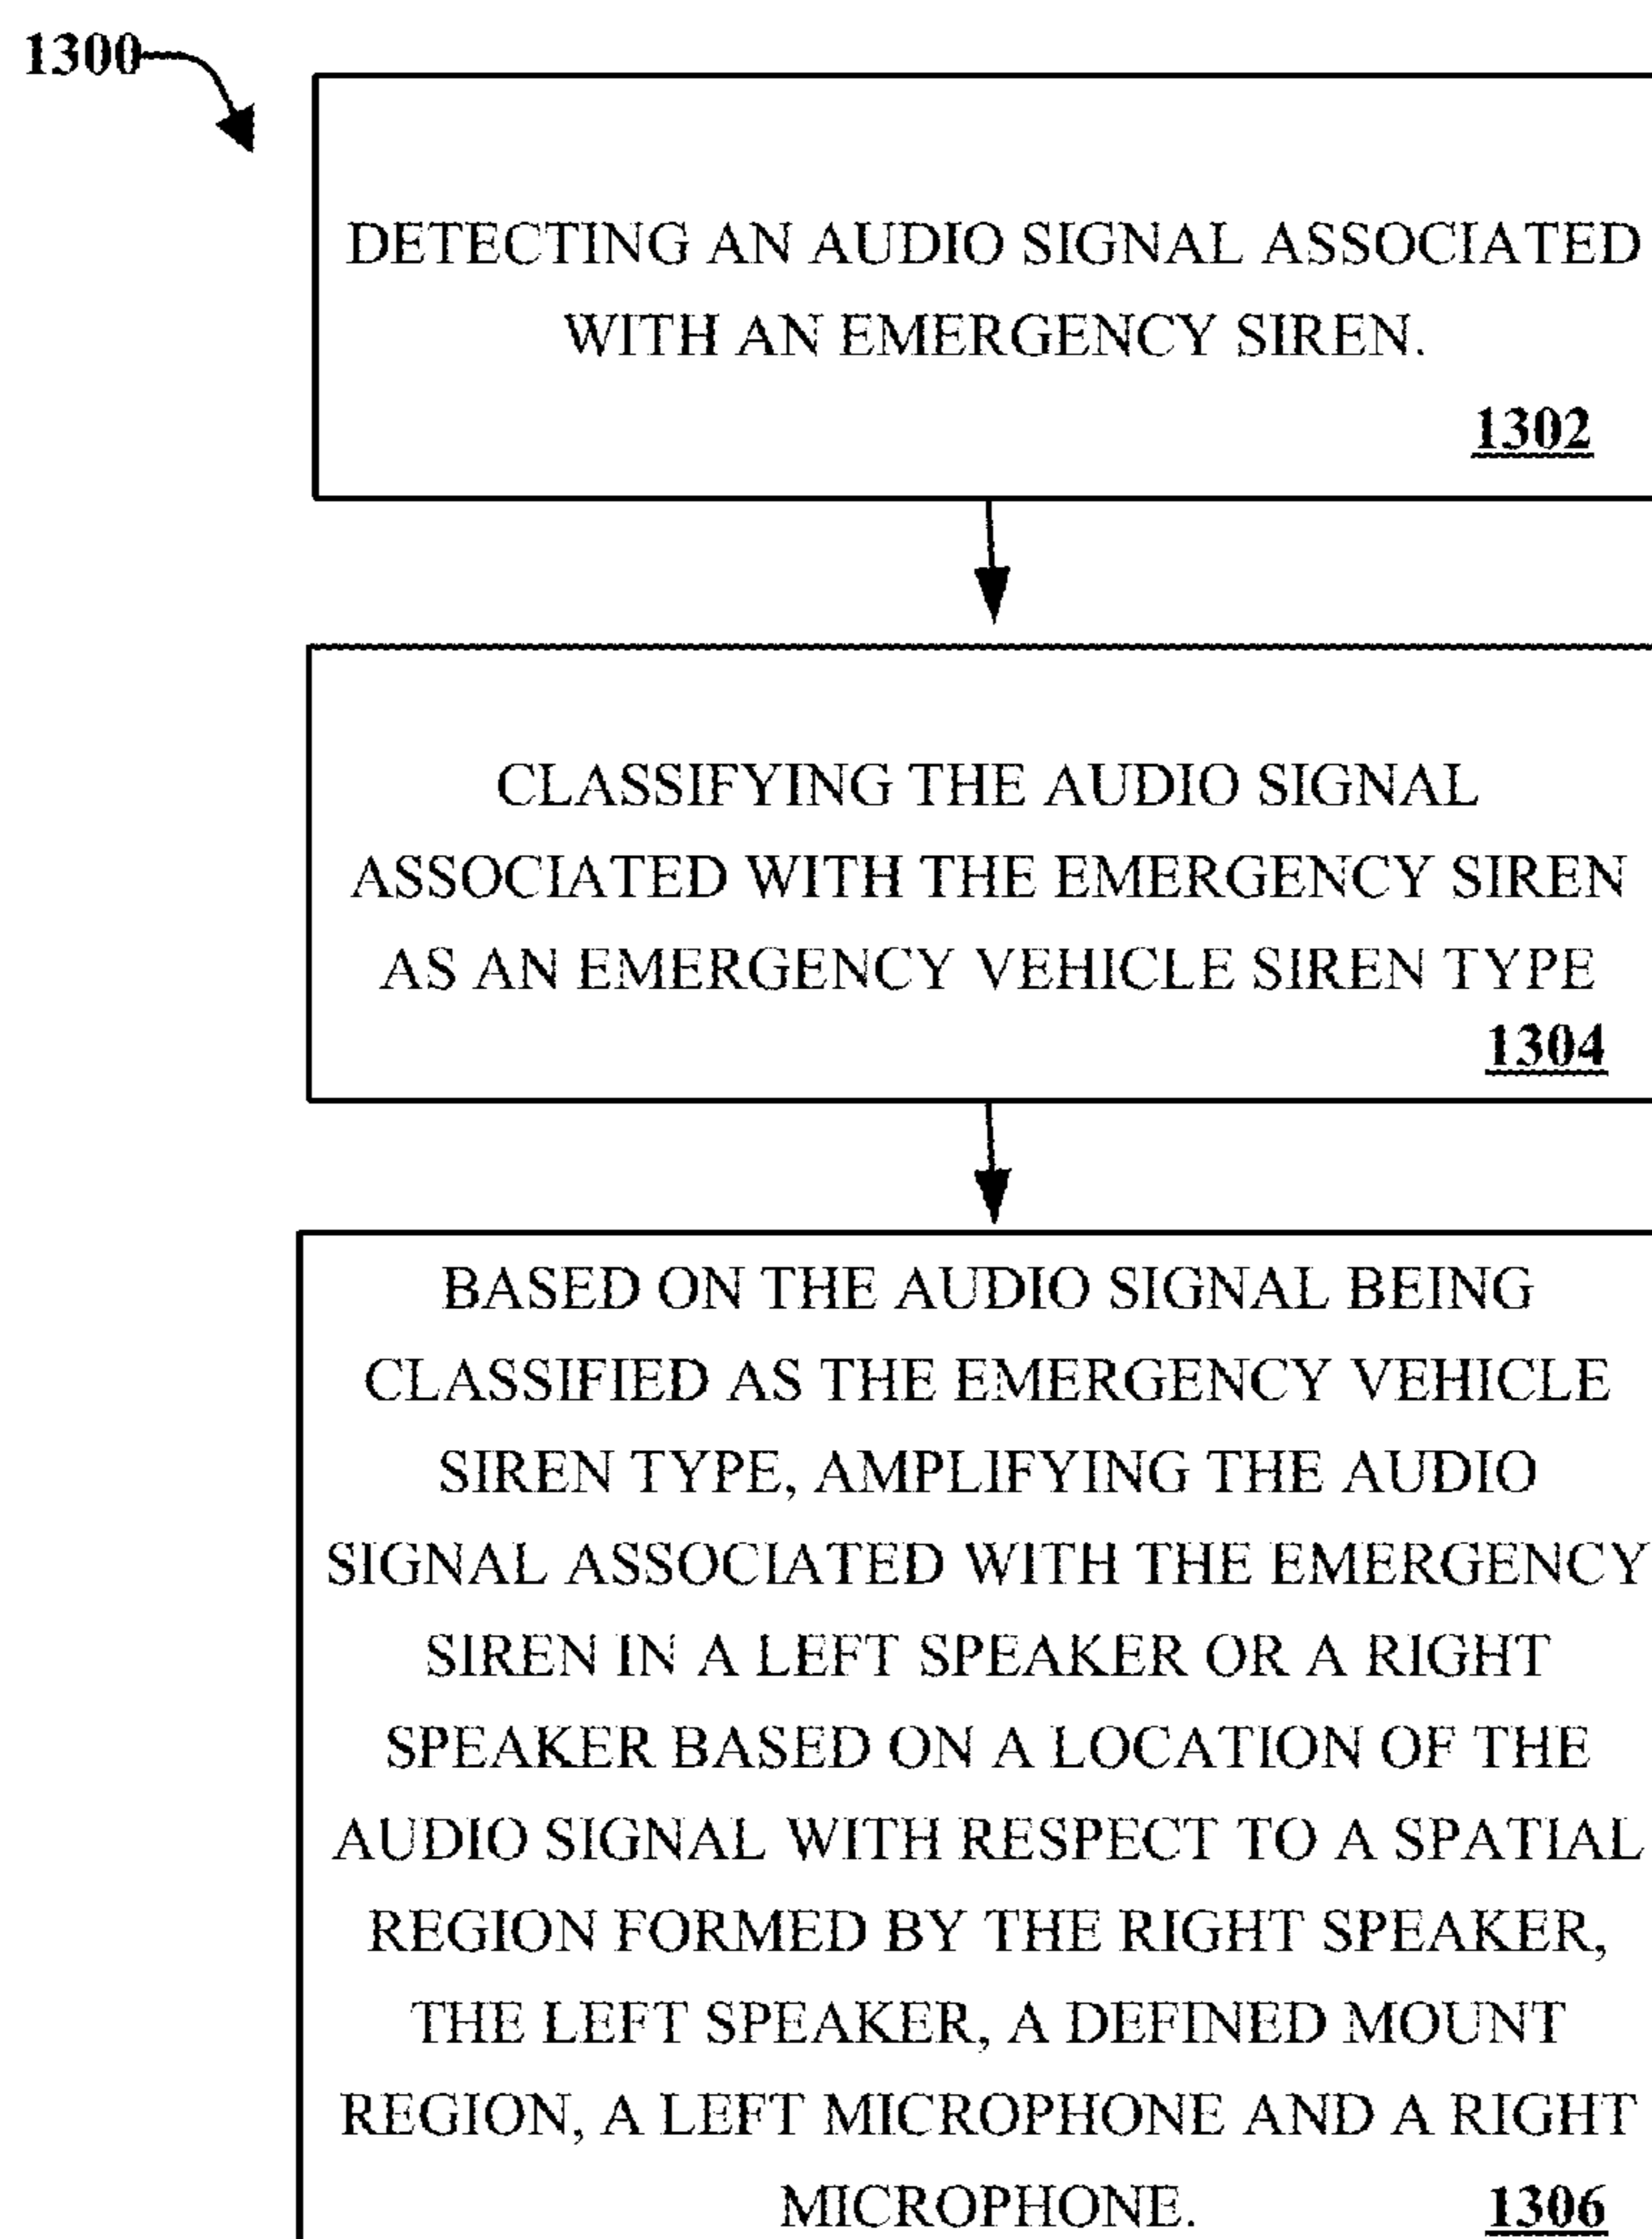 1300
DETECTING AN AUDIO SIGNAL ASSOCIATED
WITH AN EMERGENCY SIREN.
1302
CLASSIFYING THE AUDIO SIGNAL
ASSOCIATED WITH THE EMERGENCY SIREN
AS AN EMERGENCY VEHICLE SIREN TYPE
1304
BASED ON THE AUDIO SIGNAL BEING
CLASSIFIED AS THE EMERGENCY VEHICLE
SIREN TYPE, AMPLIFYING THE AUDIO
SIGNAL ASSOCIATED WITH THE EMERGENCY
SIREN IN A LEFT SPEAKER OR A RIGHT
SPEAKER BASED ON A LOCATION OF THE
AUDIO SIGNAL WITH RESPECT TO A SPATIAL
REGION FORMED BY THE RIGHT SPEAKER,
THE LEFT SPEAKER, A DEFINED MOUNT
REGION, A LEFT MICROPHONE AND A RIGHT
MICROPHONE. 1306